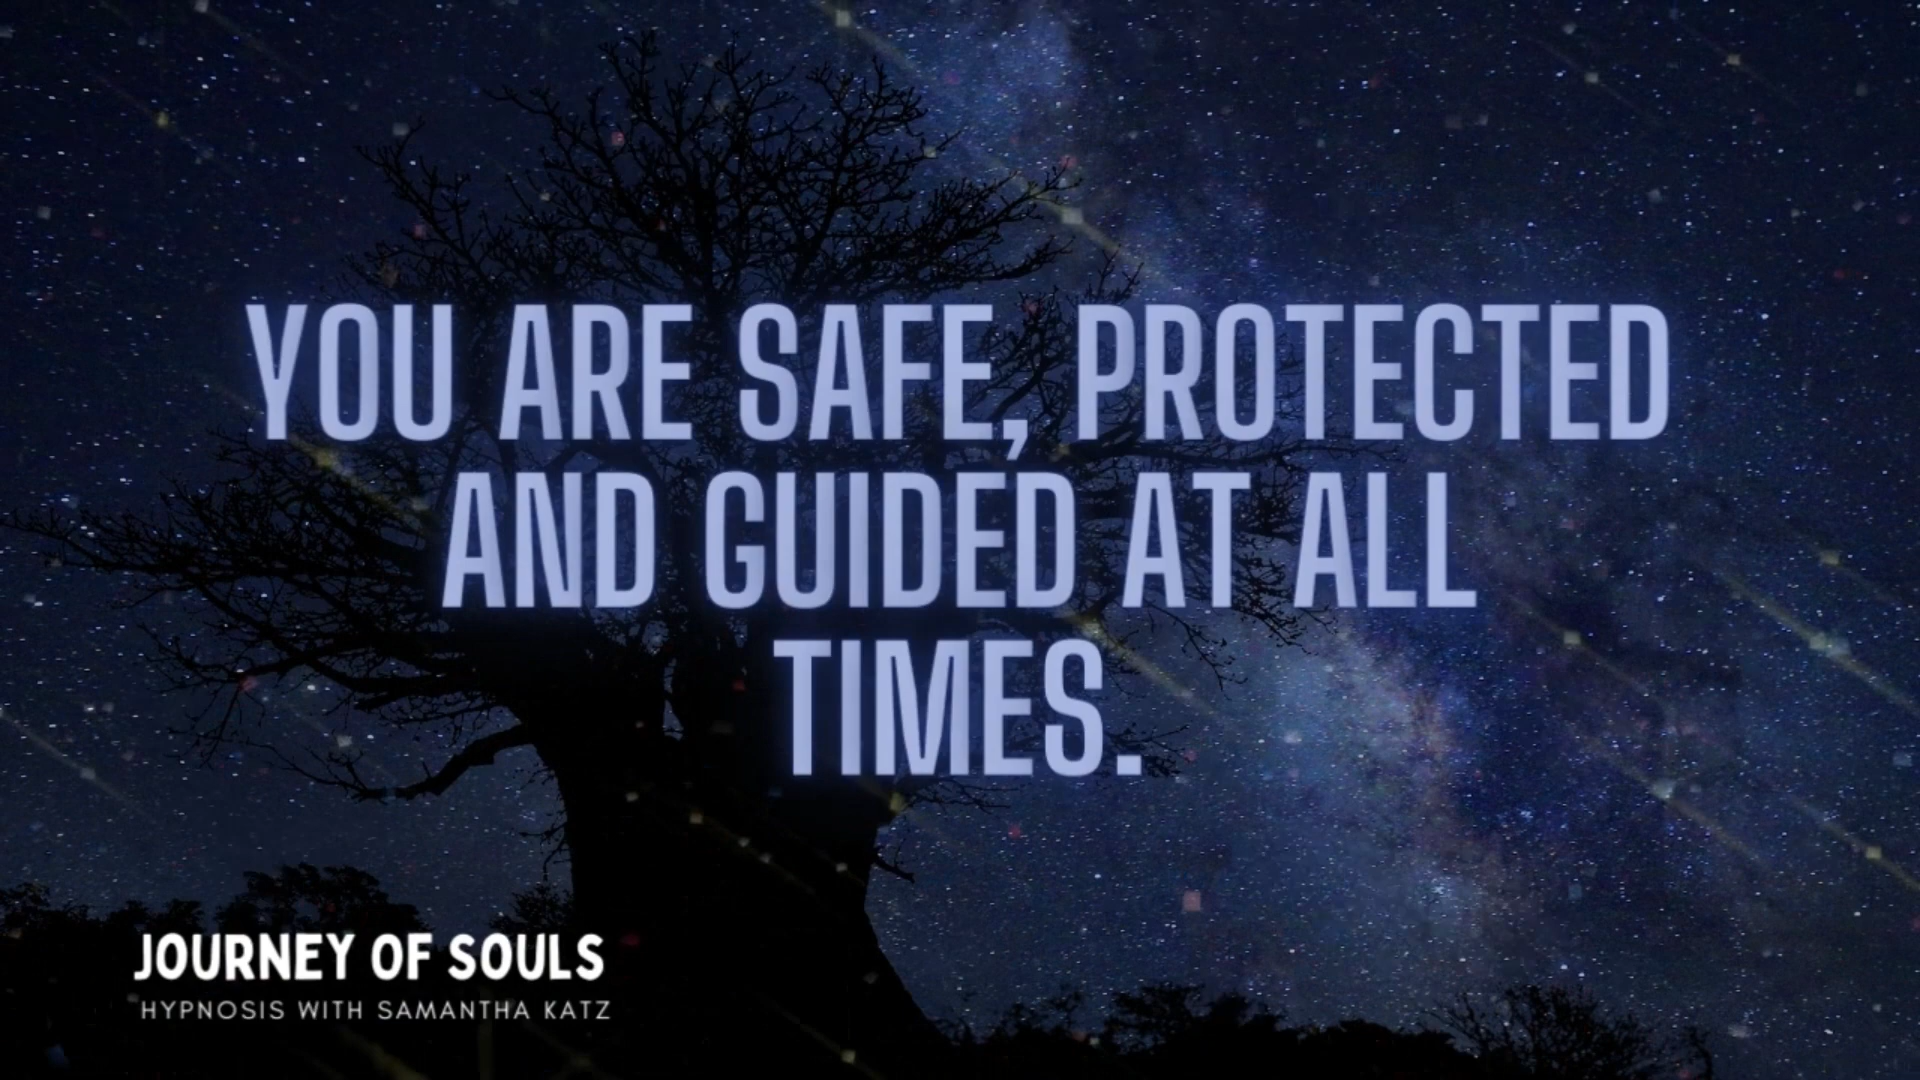 YOU ARE SAFE, PROTECTED
AND GUIDED AT ALL
TIMES.
JOURNEY OF SOULS
HYPNOSIS WITH SAMANTHA KATZ